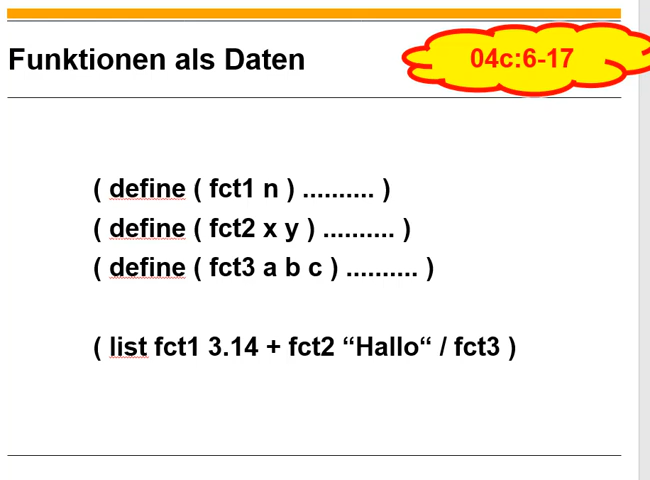 Funktionen als Daten
04c:6-17
( define ( fct1 n ) .......... )
( define ( fct2 x y ) .......... )
( define ( fct3 a b c ) .......... )
( list fct1 3.14 + fct2 “Hallo“ / fct3 )